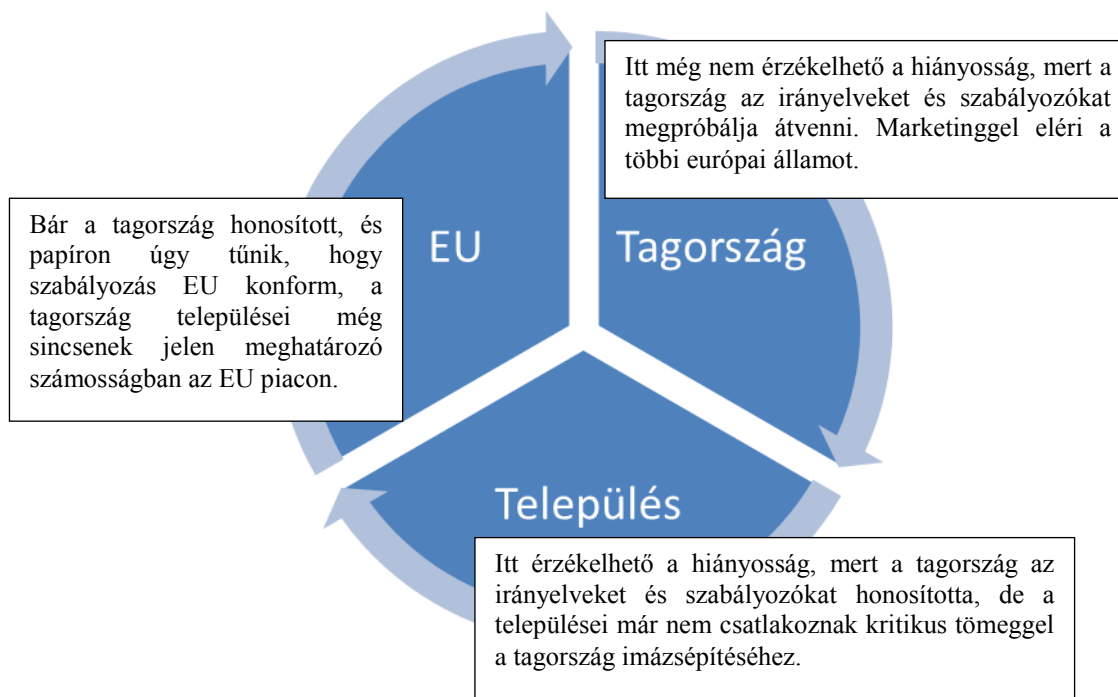 Itt még nem érzékelhető a hiányosság, mert a
tagország az irányelveket és szabályozókat
megpróbálja átvenni. Marketinggel eléri a
többi európai államot.
Bár a tagország honosított, és
papíron úgy tűnik, hogy
szabályozás EU konform, a
tagország települései még
sincsenek jelen meghatározó
számosságban az EU piacon.
EU
Tagország
Település
Itt érzékelhető a hiányosság, mert a tagország az
irányelveket és szabályozókat honosította, de a
települései már nem csatlakoznak kritikus tömeggel
a tagország imázsépítéséhez.